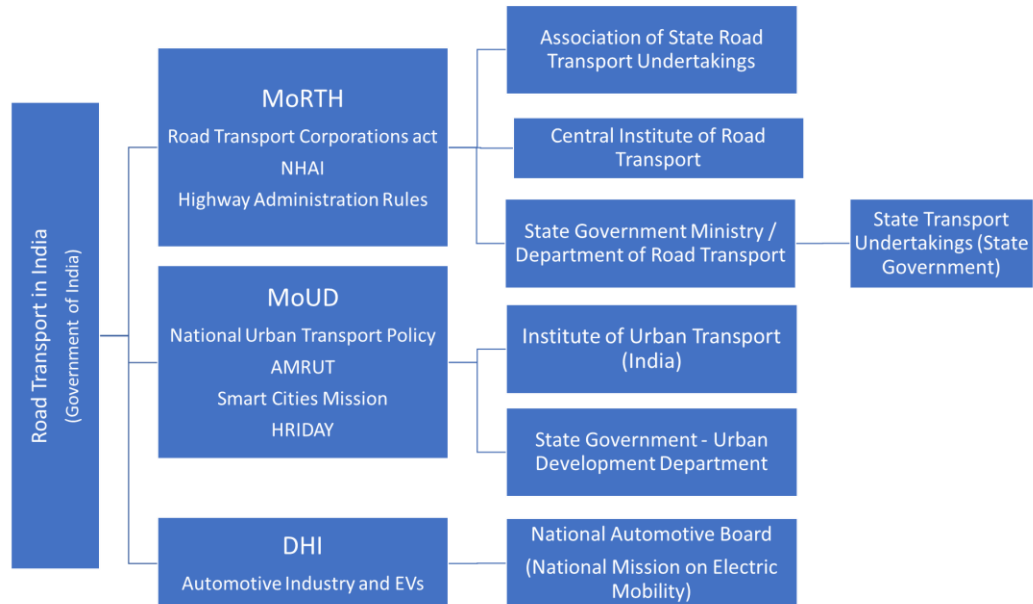 Road Transport in India
(Government of India)
MoRTH
Road Transport Corporations act
NHAI
Highway Administration Rules
Association of State Road
Transport Undertakings
Central Institute of Road
Transport
State Government Ministry /
Department of Road Transport
State Transport
Undertakings (State
Government)
MoUD
National Urban Transport Policy
AMRUT
Smart Cities Mission
HRIDAY
Institute of Urban Transport
(India)
State Government - Urban
Development Department
DHI
Automotive Industry and EVs
National Automotive Board
(National Mission on Electric
Mobility)